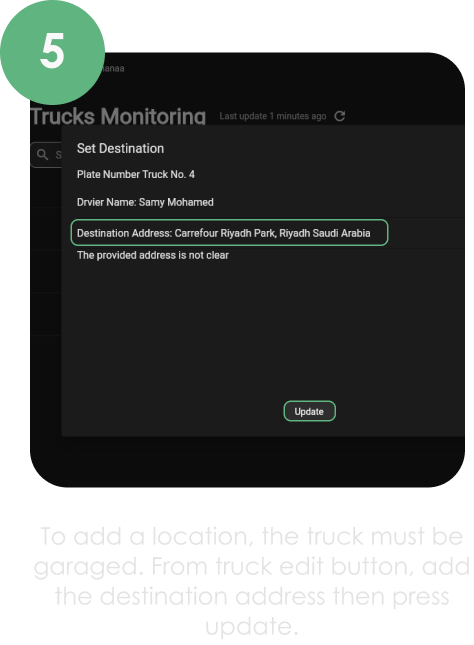 5
Trucks Monitoring Last update 1 minutes ago
Set Destination
Plate Number Truck No. 4
Drvier Name: Samy Mohamed
Destination Address: Carrefour Riyadh Park, Riyadh Saudi Arabia
The provided address is not clear
Update
To add a location, the truck must be
garaged. From truck edit button, add
the destination address then press
update.